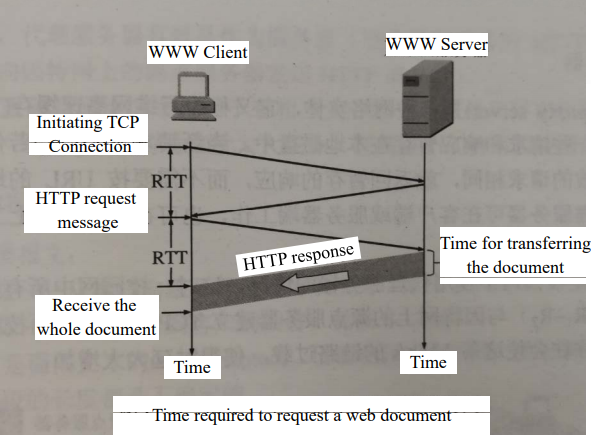 WWW Client
WWW Server
Initiating TCP
Connection
RTT
HTTP request
message
RTT
HTTP response
Time for transferring
the document
Receive the
whole document
Time
Time
Time required to request a web document